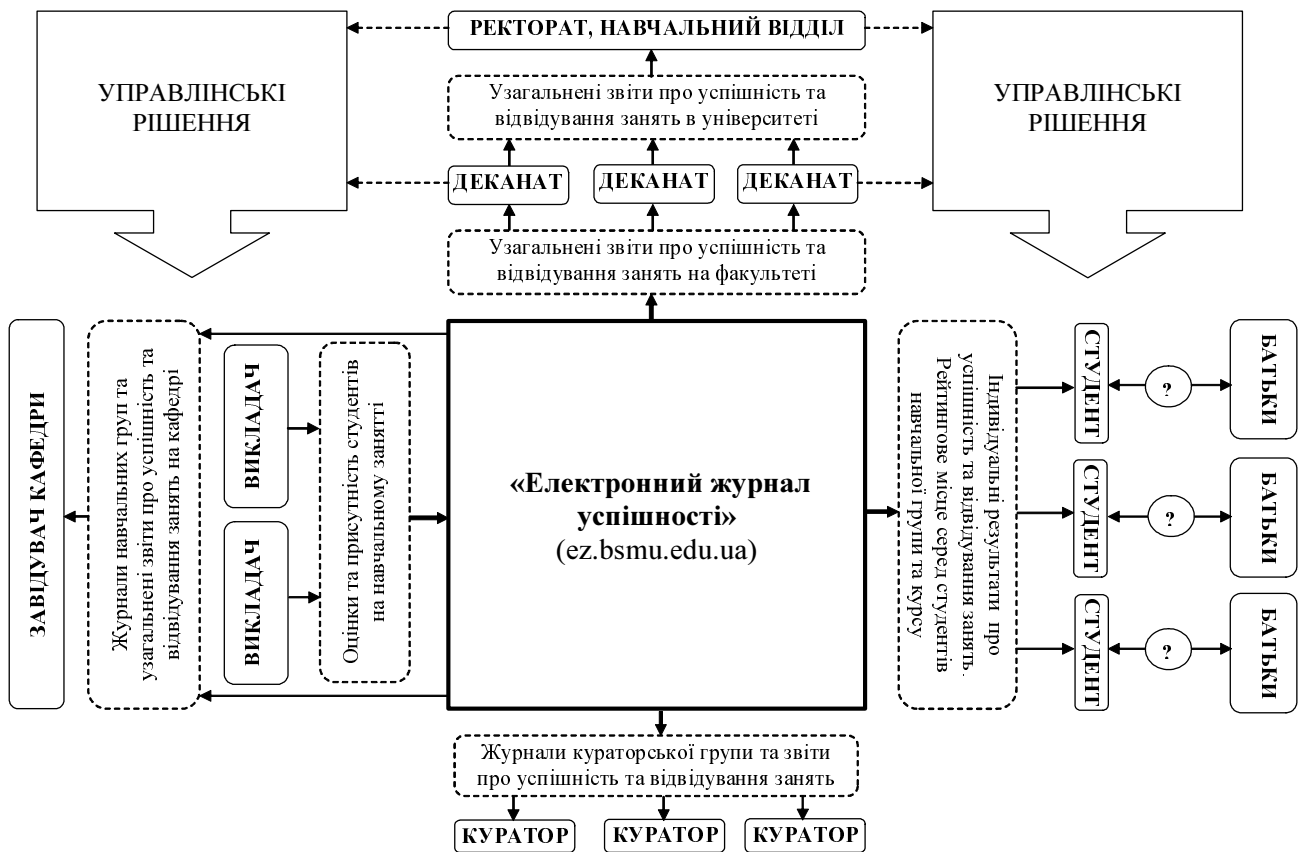 РЕКТОРАТ, НАВЧАЛЬНИЙ ВІДДІЛ
УПРАВЛІНСЬКІ
РІШЕННЯ
Узагальнені звіти про успішність та
відвідування занять в університеті
УПРАВЛІНСЬКІ
РІШЕННЯ
ДЕКАНАТ
ДЕКАНАТ
ДЕКАНАТ
Узагальнені звіти про успішність та
відвідування занять на факультеті
ЗАВІДУВАЧ КАФЕДРИ
Журнали навчальних груп та
узагальнені звіти про успішність та
відвідування занять на кафедрі
ВИКЛАДАЧ
ВИКЛАДАЧ
Оцінки та присутність студентів
на навчальному занятті
«Електронний журнал
успішності»
(ez.bsmu.edu.ua)
Індивідуальні результати про
успішність та відвідування занять.
Рейтингове місце серед студентів
навчальної групи та курсу
СТУДЕНТ
?
БАТЬКИ
СТУДЕНТ
?
БАТЬКИ
СТУДЕНТ
?
БАТЬКИ
Журнали кураторської групи та звіти
про успішність та відвідування занять
КУРАТОР
КУРАТОР
КУРАТОР